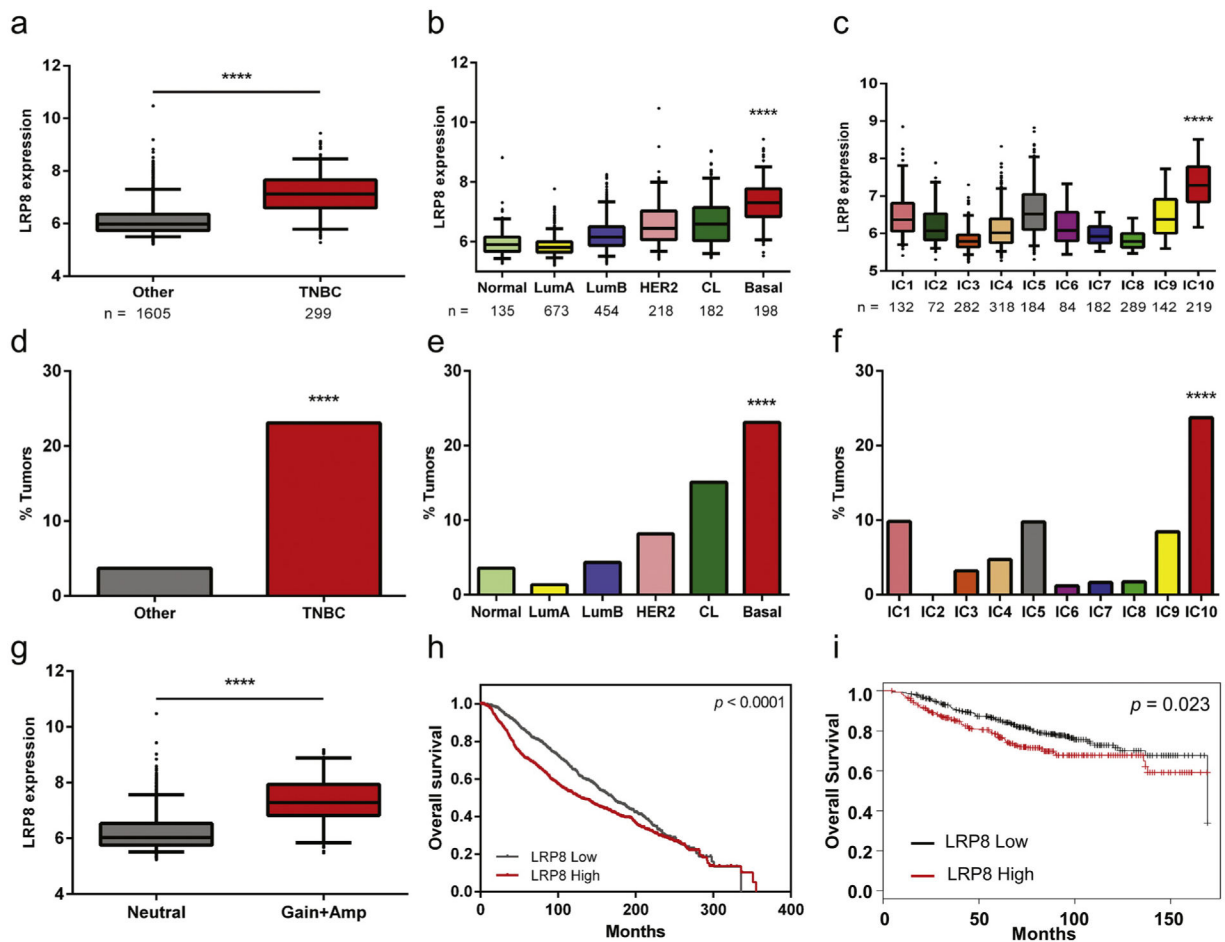 a
LRP8 expression
12
10
8
6
4
****
Other
TNBC
n = 1605
299
b
LRP8 expression
12
10
8
6
****
Normal LumA LumB HER2 CL Basal
n = 135 673 454 218 182 198
c
LRP8 expression
10
9
8
7
6
5
****
IC1 IC2 IC3 IC4 IC5 IC6 IC7 IC8 IC9 IC10
n = 132 72 282 318 184 84 182 289 142 219
d
% Tumors
30
20
10
0
****
Other
TNBC
e
% Tumors
30
20
10
0
****
Normal LumA LumB HER2 CL Basal
f
% Tumors
30
20
10
0
****
IC1 IC2 IC3 IC4 IC5 IC6 IC7 IC8 IC9 IC10
g
LRP8 expression
12
10
8
6
4
****
Neutral
Gain+Amp
h
Overall survival
1.0
0.8
0.6
0.4
0.2
0.0
p < 0.0001
LRP8 Low
LRP8 High
0 100 200 300 400
Months
i
Overall Survival
1.0
0.8
0.6
0.4
0.2
0.0
p = 0.023
LRP8 Low
LRP8 High
0 50 100 150
Months